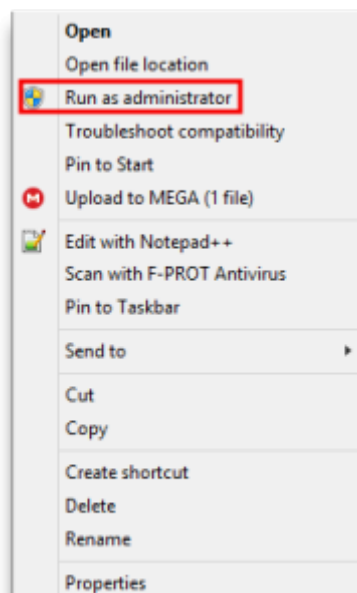 Open
Open file location
Run as administrator
Troubleshoot compatibility
Pin to Start
Upload to MEGA (1 file)
Edit with Notepad++
Scan with F-PROT Antivirus
Pin to Taskbar
Send to
Cut
Copy
Create shortcut
Delete
Rename
Properties